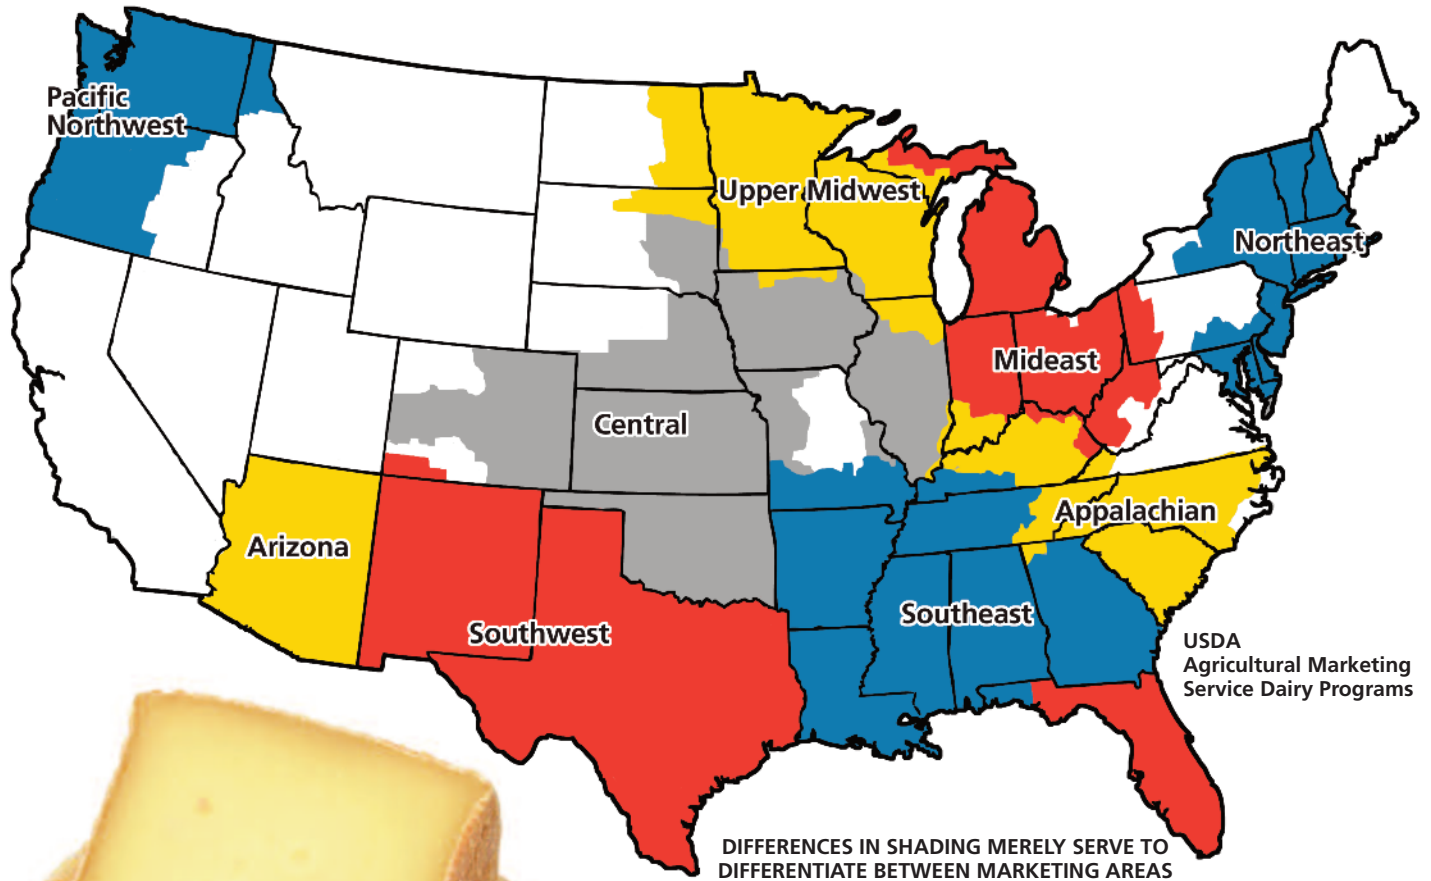 Pacific
Northwest
Upper Midwest
Northeast
Mideast
Central
Appalachian
Arizona
Southeast
Southwest
USDA
Agricultural Marketing
Service Dairy Programs
DIFFERENCES IN SHADING MERELY SERVE TO
DIFFERENTIATE BETWEEN MARKETING AREAS